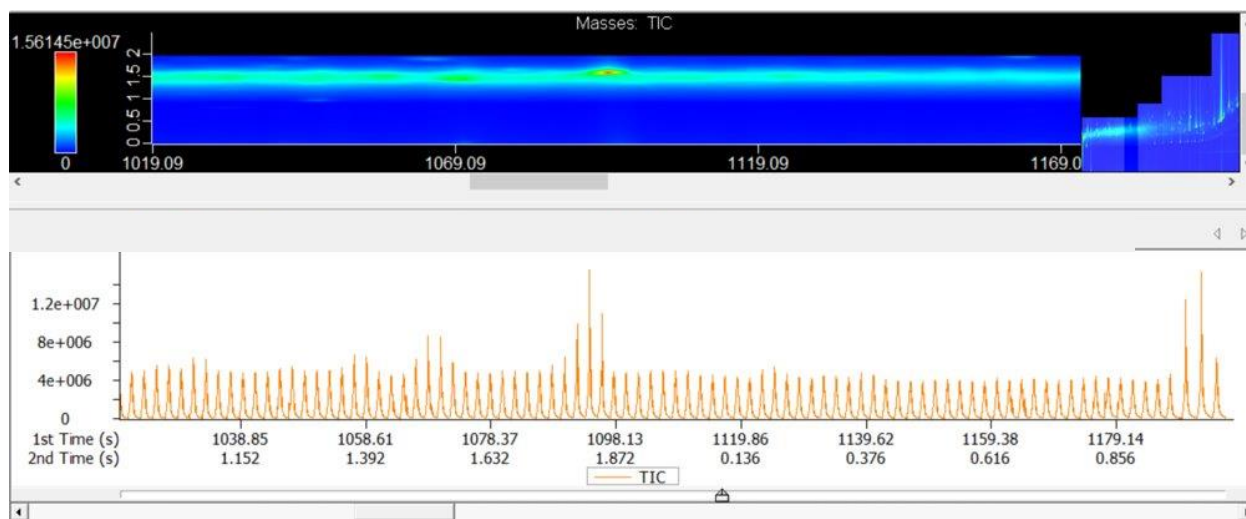 Masses: TIC
1.56145e+007
0
0 0.5 1 1.5 2
1019.09 1069.09 1119.09 1169.0
1.2e+007
8e+006
4e+006
0
1st Time (s) 1038.85 1058.61 1078.37 1098.13 1119.86 1139.62 1159.38 1179.14
2nd Time (s) 1.152 1.392 1.632 1.872 0.136 0.376 0.616 0.856
TIC